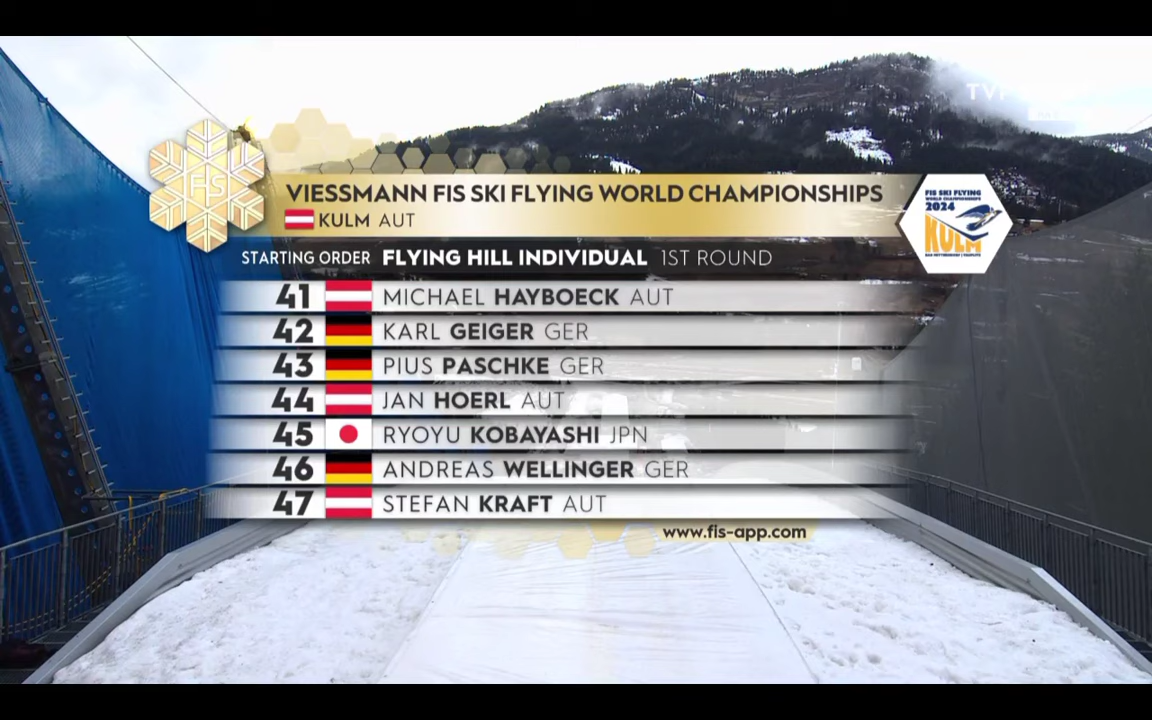 TVP
FIS
VIESSMANN FIS SKI FLYING WORLD CHAMPIONSHIPS
KULM AUT
FIS SKI FLYING
WORLD CHAMPIONSHIPS
2024
KULM
STARTING ORDER FLYING HILL INDIVIDUAL 1ST ROUND
41 MICHAEL HAYBOECK AUT
42 KARL GEIGER GER
43 PIUS PASCHKE GER
44 JAN HOERL AUT
45 RYOYU KOBAYASHI JPN
46 ANDREAS WELLINGER GER
47 STEFAN KRAFT AUT
www.fis-app.com